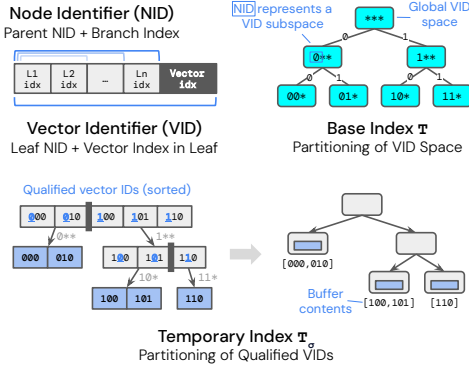 Node Identifier (NID)
Parent NID + Branch Index
L1 idx
L2 idx
...
Ln idx
Vector idx
Vector Identifier (VID)
Leaf NID + Vector Index in Leaf
NID represents a VID subspace
Global VID space
***
0
1
0**
1**
0
1
0
1
00*
01*
10*
11*
Base Index T
Partitioning of VID Space
Qualified vector IDs (sorted)
000 010 100 101 110
0**
1**
000 010
100 101 110
10*
11*
100 101
110
[000,010]
Buffer contents
[100,101]
[110]
Temporary Index Tσ
Partitioning of Qualified VIDs